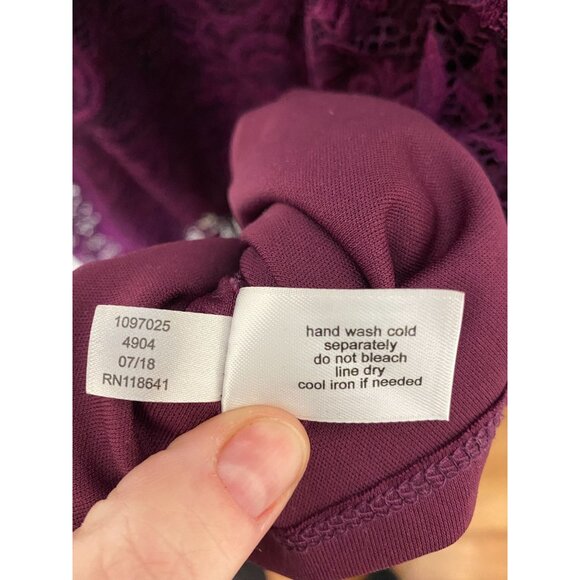 1097025
4904
07/18
RN118641
hand wash cold
separately
do not bleach
line dry
cool iron if needed